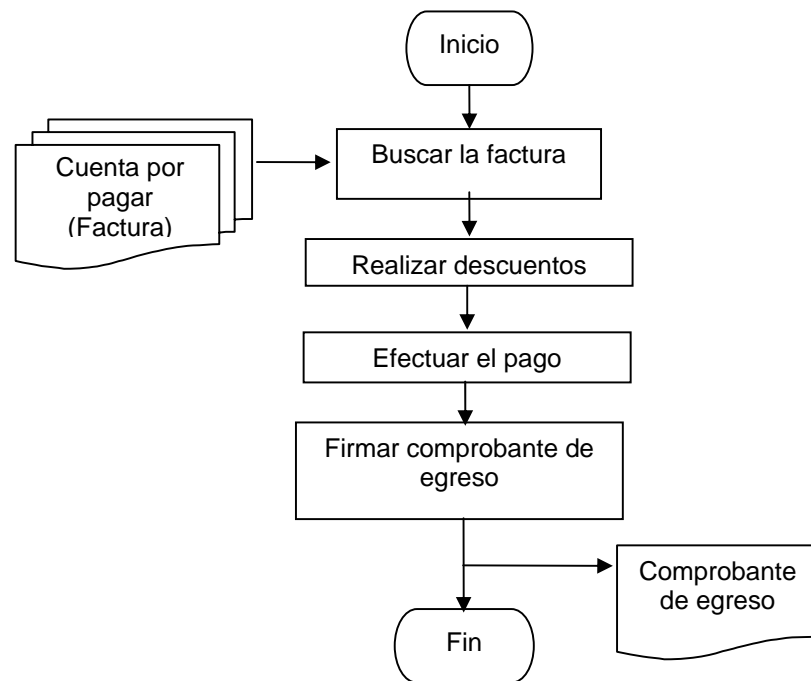 Inicio
Buscar la factura
Cuenta por
pagar
(Factura)
Realizar descuentos
Efectuar el pago
Firmar comprobante de
egreso
Comprobante
de egreso
Fin